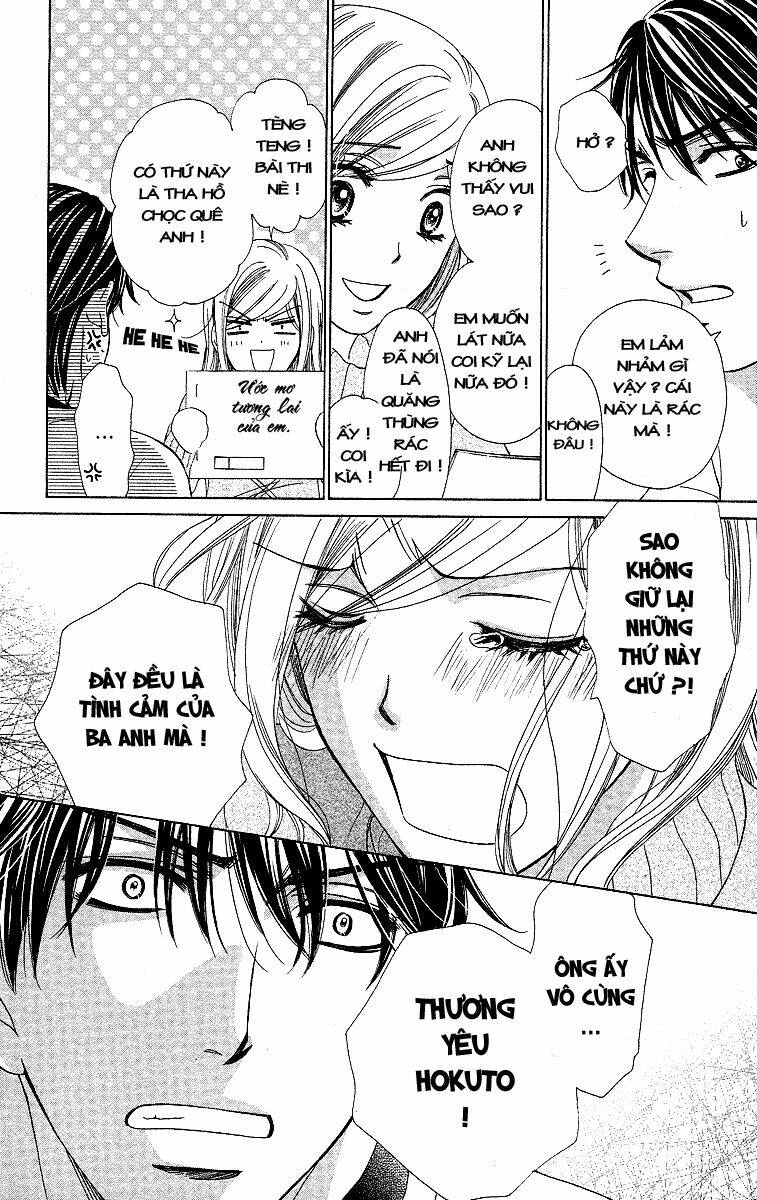 HỞ ?
EM LẢM
NHẢM GÌ
VẬY ? CÁI
NÀY LÀ RÁC
MÀ !
KHÔNG
ĐÂU !
ANH
KHÔNG
THẤY VUI
SAO ?
EM MUỐN
LÁT NỮA
COI KỸ LẠI
NỮA ĐÓ !
ANH
ĐÃ NÓI
LÀ
QUĂNG
THÙNG
RÁC
HẾT ĐI !
ẤY !
COI
KÌA !
TÈNG
TENG !
BÀI THI
NÈ !
CÓ THỨ NÀY
LÀ THA HỒ
CHỌC QUÊ
ANH !
HE HE HE
Ước mơ
tương lai
của em.
...
SAO
KHÔNG
GIỮ LẠI
NHỮNG
THỨ NÀY
CHỨ ?!
ĐÂY ĐỀU LÀ
TÌNH CẢM CỦA
BA ANH MÀ !
ÔNG ẤY
VÔ CÙNG
...
THƯƠNG
YÊU
HOKUTO
!